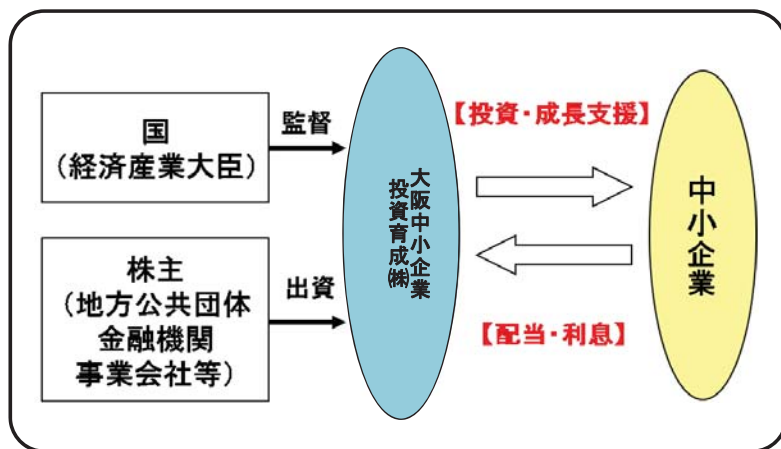 国
(経済産業大臣)
監督
株主
(地方公共団体
金融機関
事業会社等)
出資
大阪中小企業
投資育成㈱
【投資・成長支援】
【配当・利息】
中小企業